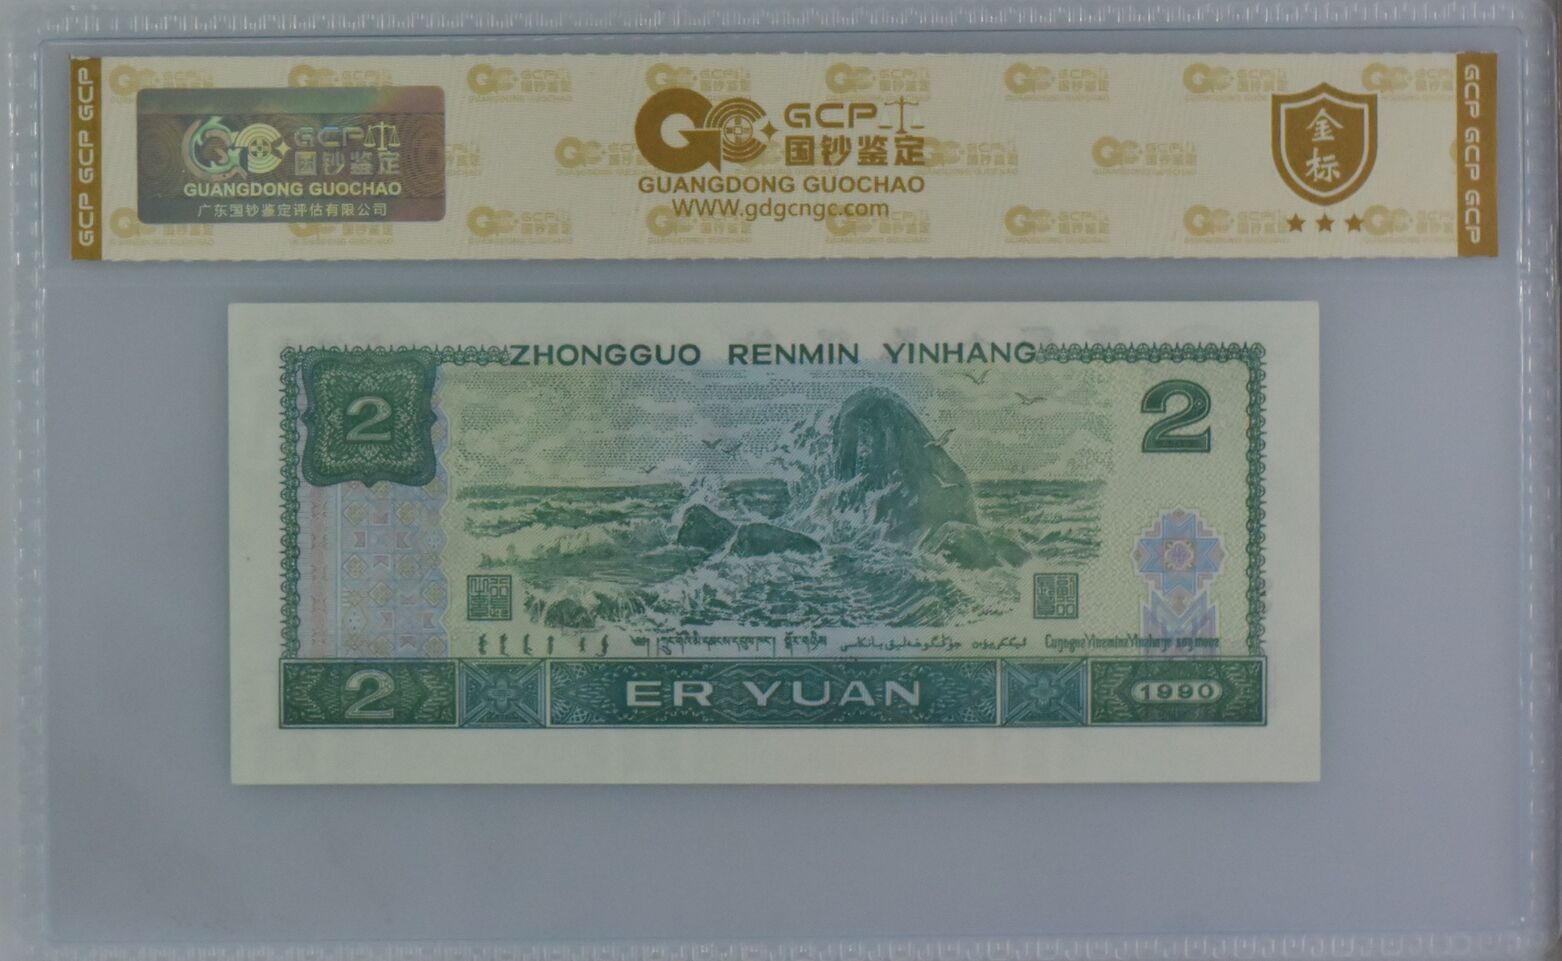 GCP GCP GCP
GCP
国钞鉴定
GUANGDONG GUOCHAO
广东国钞鉴定评估有限公司
GCP
国钞鉴定
GUANGDONG GUOCHAO
WWW.gdgcngc.com
金
标
GCP GCP GCP
ZHONGGUO RENMIN YINHANG
2
2
2
ER YUAN
1990